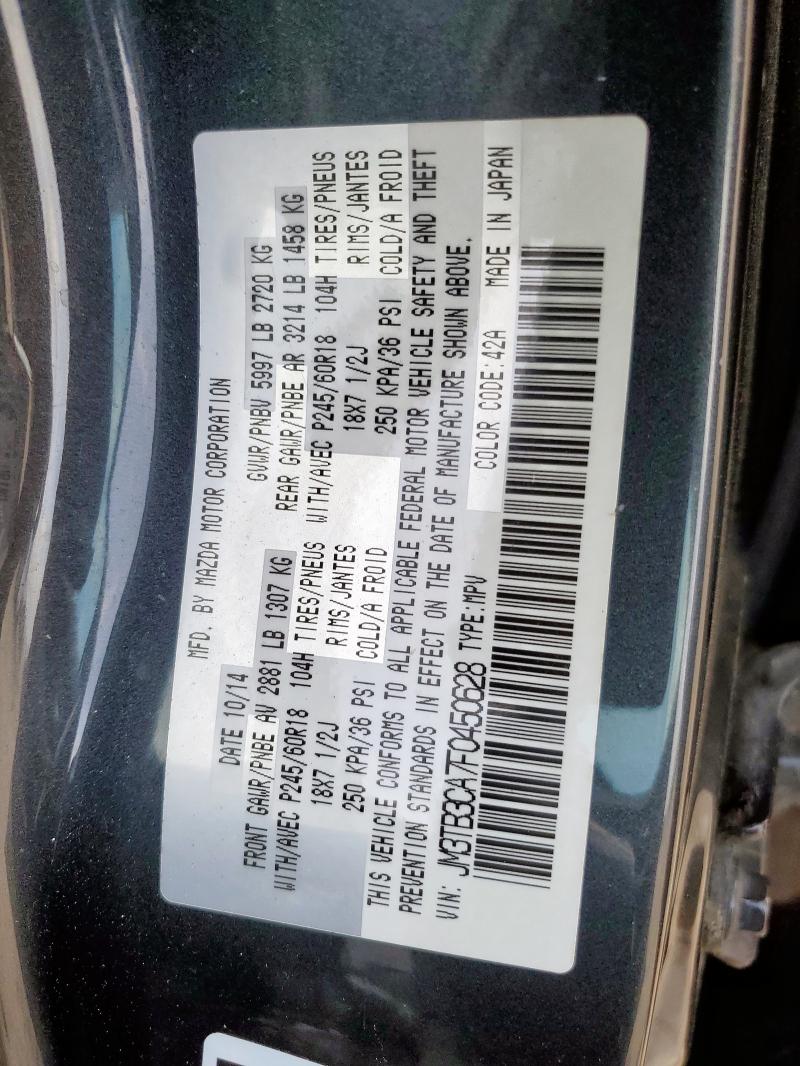 MFD. BY MAZDA MOTOR CORPORATION
DATE 10/14 GVWR/PNBV 5997 LB 2720 KG
FRONT GAWR/PNBE AV 2881 LB 1307 KG REAR GAWR/PNBE AR 3214 LB 1458 KG
WITH/AVEC P245/60R18 104H TIRES/PNEUS WITH/AVEC P245/60R18 104H TIRES/PNEUS
18X7 1/2J RIMS/JANTES 18X7 1/2J RIMS/JANTES
250 KPA/36 PSI COLD/A FROID 250 KPA/36 PSI COLD/A FROID
THIS VEHICLE CONFORMS TO ALL APPLICABLE FEDERAL MOTOR VEHICLE SAFETY AND THEFT
PREVENTION STANDARDS IN EFFECT ON THE DATE OF MANUFACTURE SHOWN ABOVE.
VIN: JM3TB3CA7F0450628 TYPE:MPV COLOR CODE:42A MADE IN JAPAN